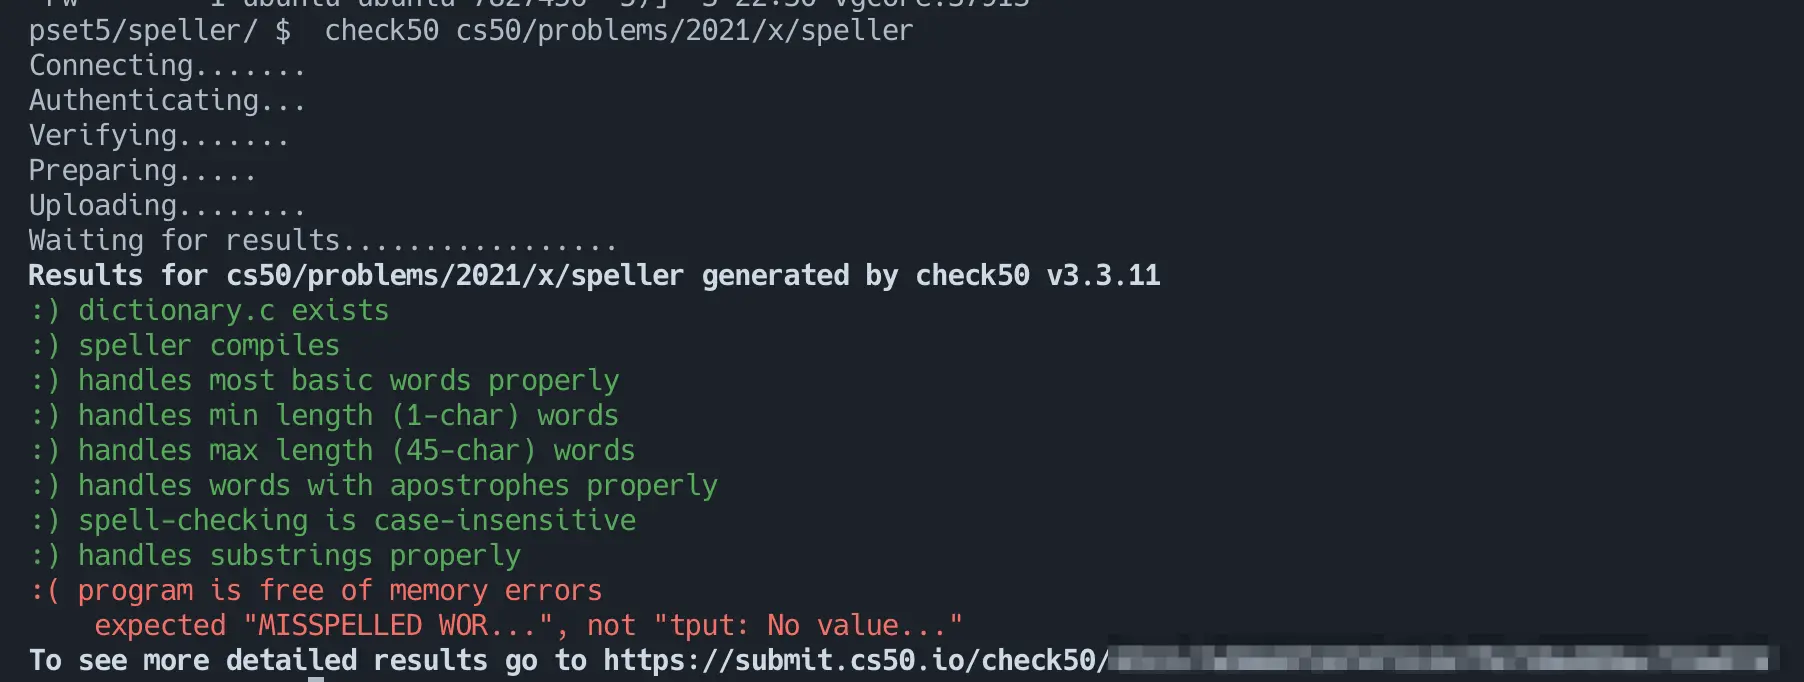 pset5/speller/ $  check50 cs50/problems/2021/x/speller
Connecting.......
Authenticating...
Verifying.......
Preparing.....
Uploading........
Waiting for results.................
Results for cs50/problems/2021/x/speller generated by check50 v3.3.11
:) dictionary.c exists
:) speller compiles
:) handles most basic words properly
:) handles min length (1-char) words
:) handles max length (45-char) words
:) handles words with apostrophes properly
:) spell-checking is case-insensitive
:) handles substrings properly
:( program is free of memory errors
expected "MISSPELLED WOR...", not "tput: No value..."
To see more detailed results go to https://submit.cs50.io/check50/